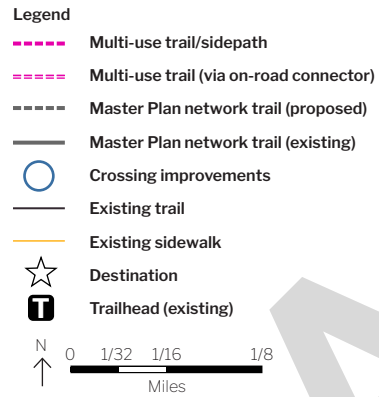 Legend
Multi-use trail/sidepath
Multi-use trail (via on-road connector)
Master Plan network trail (proposed)
Master Plan network trail (existing)
Crossing improvements
Existing trail
Existing sidewalk
Destination
T Trailhead (existing)
N 0 1/32 1/16 1/8
Miles